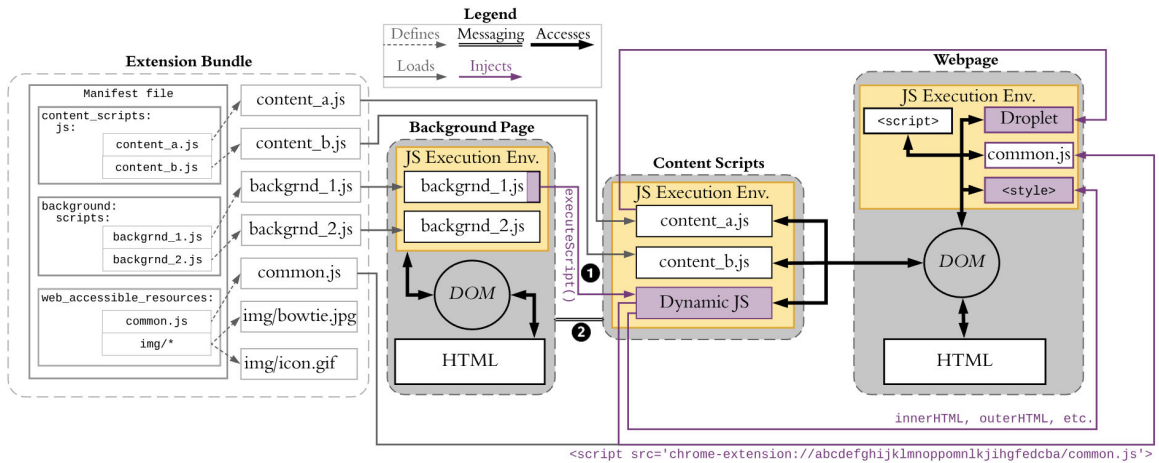 Legend
Defines
Messaging
Accesses
Loads
Injects
Extension Bundle
Manifest file
content_scripts:
js:
content_a.js
content_b.js
background:
scripts:
backgrnd_1.js
backgrnd_2.js
web_accessible_resources:
common.js
img/*
content_a.js
content_b.js
backgrnd_1.js
backgrnd_2.js
common.js
img/bowtie.jpg
img/icon.gif
Background Page
JS Execution Env.
backgrnd_1.js
backgrnd_2.js
DOM
HTML
executeScript()
1
2
Content Scripts
JS Execution Env.
content_a.js
content_b.js
Dynamic JS
Webpage
JS Execution Env.
<script>
Droplet
common.js
<style>
DOM
HTML
innerHTML, outerHTML, etc.
<script src='chrome-extension://abcdefghijklmnoppomnlkjihgfedcba/common.js'>